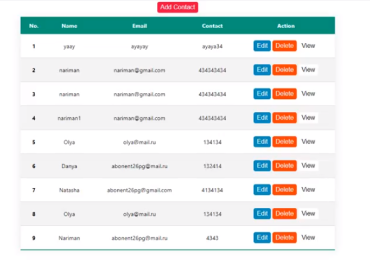 Add Contact
No. Name Email Contact Action
1 yaay ayayay ayaya34 Edit Delete View
2 nariman nariman@gmail.com 434343434 Edit Delete View
3 nariman nariman@gmail.com 434343434 Edit Delete View
4 nariman1 nariman@gmail.com 434343434 Edit Delete View
5 Olya olya@mail.ru 134134 Edit Delete View
6 Danya abonent26pg@mail.ru 132414 Edit Delete View
7 Natasha abonent26pg@gmail.com 4134134 Edit Delete View
8 Olya olya@mail.ru 134134 Edit Delete View
9 Nariman abonent26pg@mail.ru 4343 Edit Delete View